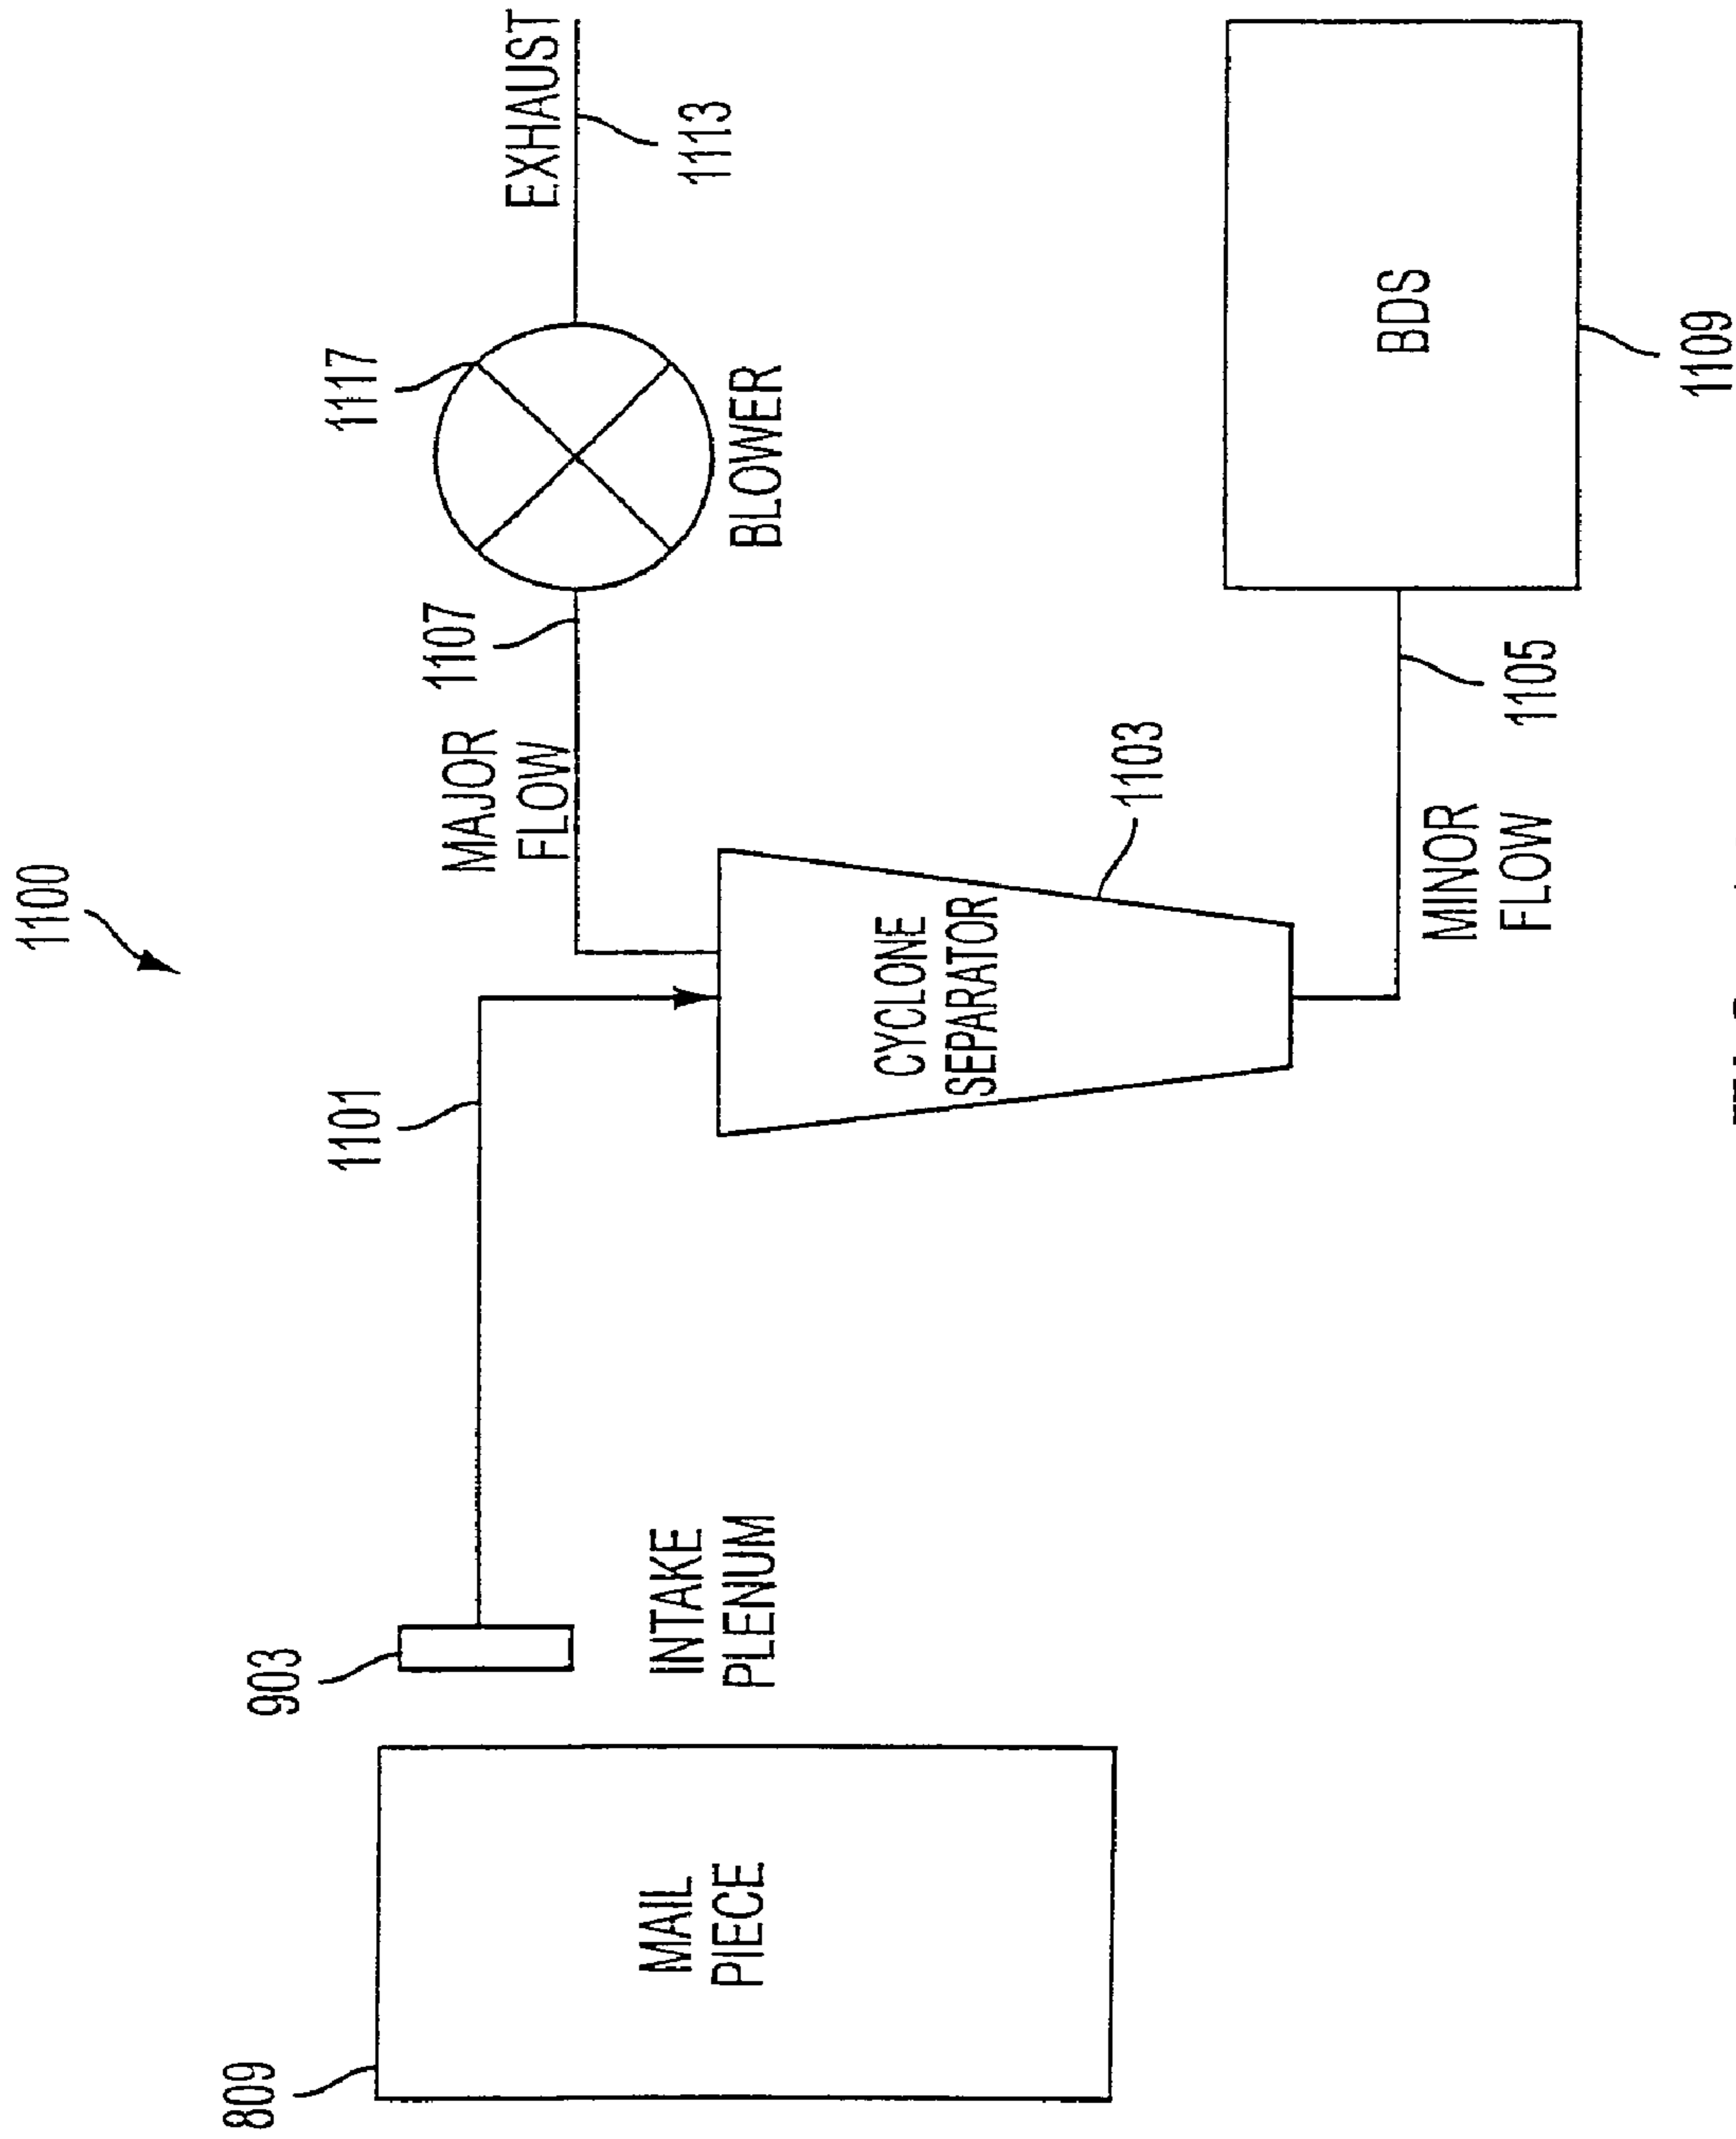 1100
809
MAIL
PIECE
903
INTAKE
PLENUM
1101
CYCLONE
SEPARATOR
1103
MAJOR
FLOW
1107
1117
BLOWER
EXHAUST
1113
MINOR
FLOW
1105
BDS
1109